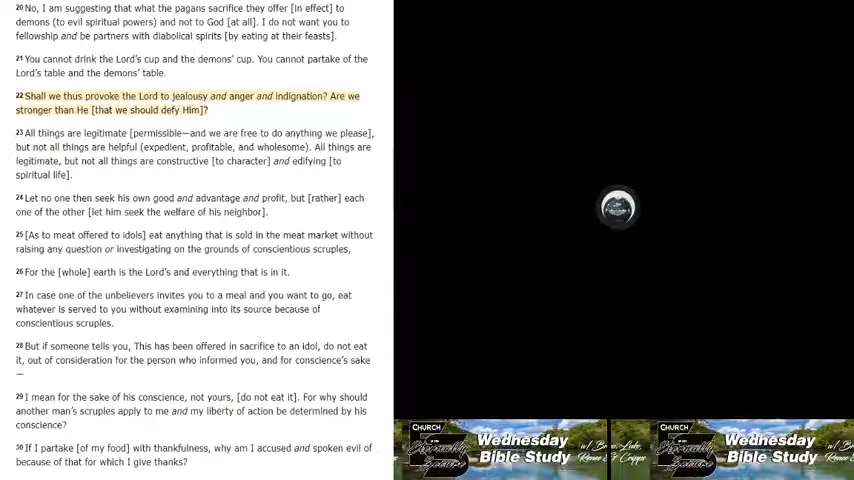 20 No, I am suggesting that what the pagans sacrifice they offer [in effect] to
demons (to evil spiritual powers) and not to God [at all]. I do not want you to
fellowship and be partners with diabolical spirits [by eating at their feasts].
21 You cannot drink the Lord's cup and the demons' cup. You cannot partake of the
Lord's table and the demons' table.
22 Shall we thus provoke the Lord to jealousy and anger and indignation? Are we
stronger than He [that we should defy Him]?
23 All things are legitimate [permissible—and we are free to do anything we please],
but not all things are helpful (expedient, profitable, and wholesome). All things are
legitimate, but not all things are constructive [to character] and edifying [to
spiritual life].
24 Let no one then seek his own good and advantage and profit, but [rather] each
one of the other [let him seek the welfare of his neighbor].
25 [As to meat offered to idols] eat anything that is sold in the meat market without
raising any question or investigating on the grounds of conscientious scruples,
26 For the [whole] earth is the Lord's and everything that is in it.
27 In case one of the unbelievers invites you to a meal and you want to go, eat
whatever is served to you without examining into its source because of
conscientious scruples.
28 But if someone tells you, This has been offered in sacrifice to an idol, do not eat
it, out of consideration for the person who informed you, and for conscience's sake
—
29 I mean for the sake of his conscience, not yours, [do not eat it]. For why should
another man's scruples apply to me and my liberty of action be determined by his
conscience?
30 If I partake [of my food] with thankfulness, why am I accused and spoken evil of
because of that for which I give thanks?
CHURCH
OF THE
Eternally
Secure
Wednesday
Bible Study
w/ Bro. Luke,
Renee &
Cripps
CHURCH
OF THE
Eternally
Secure
Wednesday
Bible Study
w/ B
Renee